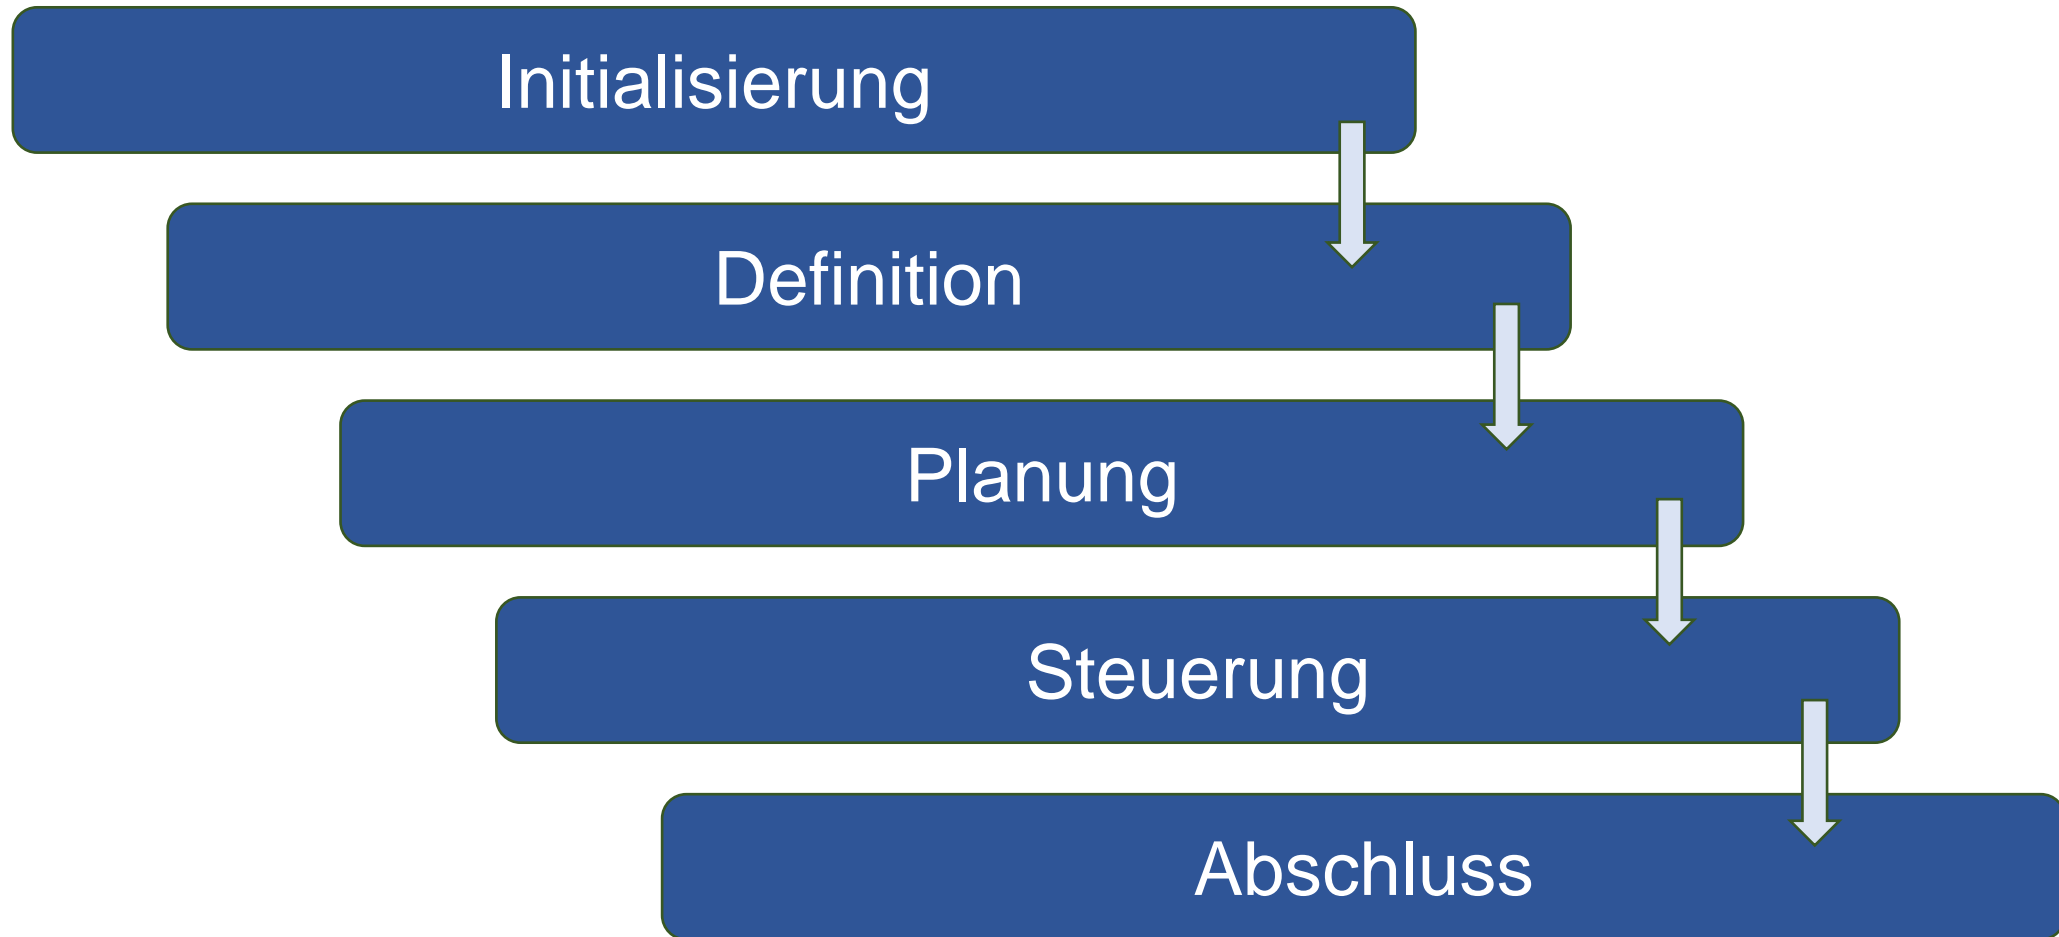 Initialisierung
Definition
Planung
Steuerung
Abschluss